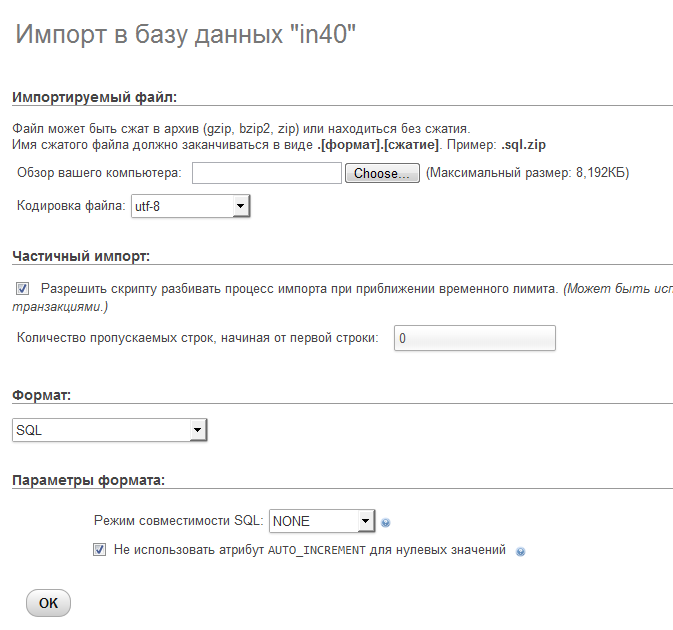 Импорт в базу данных "in40"
Импортируемый файл:
Файл может быть сжат в архив (gzip, bzip2, zip) или находиться без сжатия.
Имя сжатого файла должно заканчиваться в виде .[формат].[сжатие]. Пример: .sql.zip
Обзор вашего компьютера: Choose... (Максимальный размер: 8,192КБ)
Кодировка файла: utf-8
Частичный импорт:
Разрешить скрипту разбивать процесс импорта при приближении временного лимита. (Может быть исп
транзакциями.)
Количество пропускаемых строк, начиная от первой строки: 0
Формат:
SQL
Параметры формата:
Режим совместимости SQL: NONE
Не использовать атрибут AUTO_INCREMENT для нулевых значений
OK